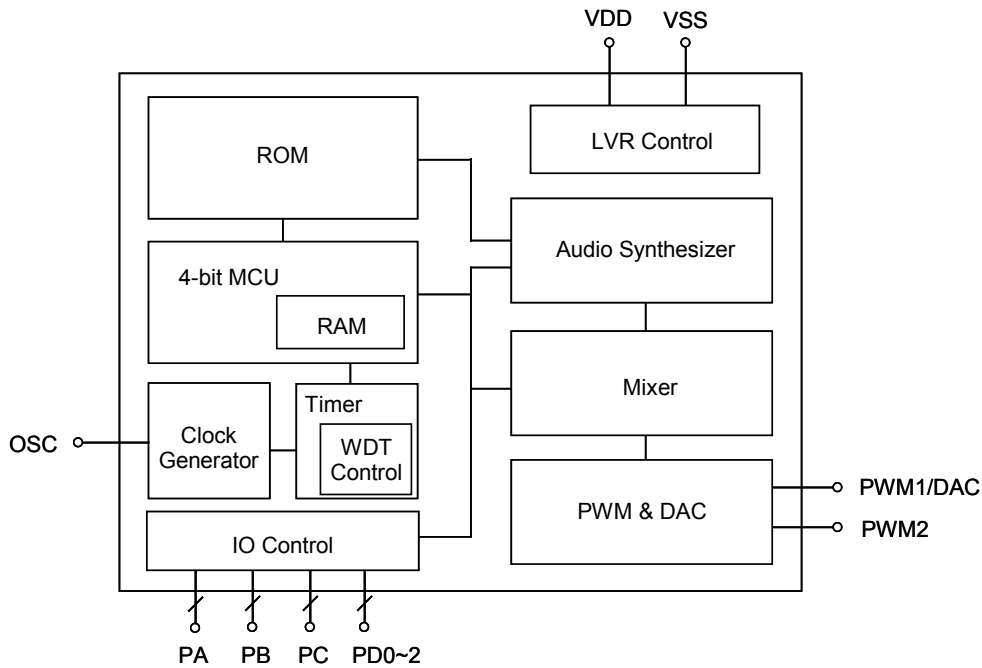 VDD VSS
ROM
LVR Control
Audio Synthesizer
4-bit MCU
RAM
Mixer
Timer
OSC
Clock
Generator
WDT
Control
PWM1/DAC
PWM & DAC
PWM2
IO Control
PA PB PC PD0~2